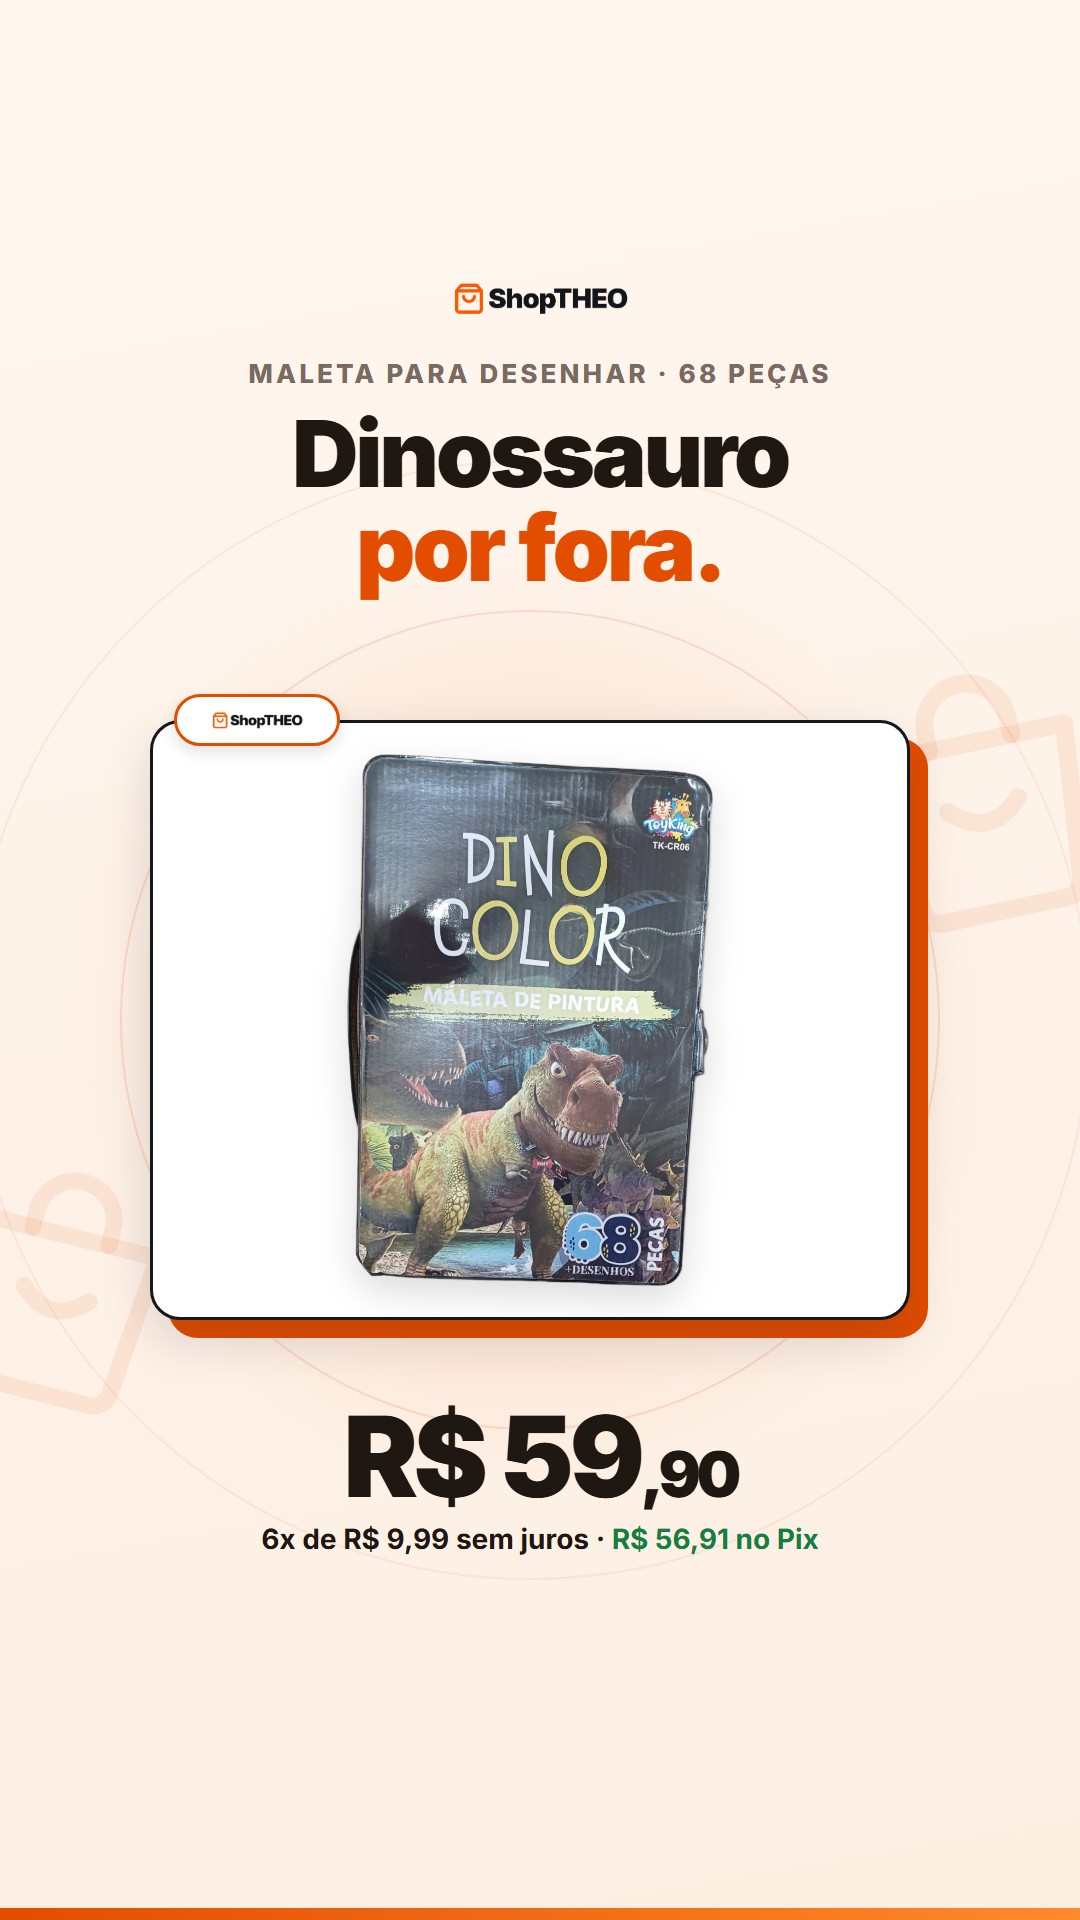 ShopTHEO
MALETA PARA DESENHAR · 68 PEÇAS
Dinossauro
por fora.
ShopTHEO
ToyKing
TK-CR06
DINO
COLOR
MALETA DE PINTURA
68
PEÇAS
+DESENHOS
R$ 59,90
6x de R$ 9,99 sem juros · R$ 56,91 no Pix